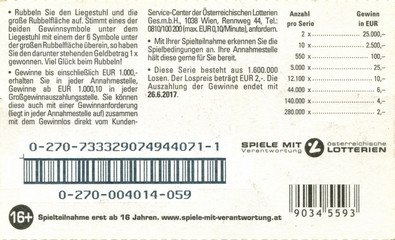 • Rubbeln Sie den Liegestuhl und die
große Rubbelfläche auf. Stimmt eines der
beiden Gewinnsymbole unter dem
Liegestuhl mit einem der 6 Symbole unter
der großen Rubbelfläche überein, so haben
Sie den darunter stehenden Geldbetrag 1 x
gewonnen. Viel Glück beim Rubbeln!
• Gewinne bis einschließlich EUR 1.000,-
erhalten Sie in jeder Annahmestelle,
Gewinne ab EUR 1.000,10 in jeder
Großgewinnauszahlungsstelle. Sie können
diese auch mit einer Gewinnanforderung
(liegt in jeder Annahmestelle auf) zusammen
mit dem Gewinnlos direkt vom Kunden-
Service-Center der Österreichischen Lotterien
Ges.m.b.H., 1038 Wien, Rennweg 44, Tel.:
0810/100 200 (max. EUR 0,10/Minute), anfordern.
• Mit Ihrer Spielteilnahme erkennen Sie die
Spielbedingungen an. Ihre Annahmestelle
hält diese gerne für Sie bereit.
• Diese Serie besteht aus 1.600.000
Losen. Der Lospreis beträgt EUR 2,-. Die
Auszahlung der Gewinne endet mit
26.6.2017.
Anzahl Gewinn
pro Serie in EUR
2 x 25.000,–
10 x 2.500,–
100 x 500,–
5.000 x 25,–
12.100 x 10,–
44.000 x 6,–
140.000 x 4,–
280.000 x 2,–
0-270-733329074944071-1
SPIELE MIT
Verantwortung
österreichische
LOTTERIEN
0-270-004014-059
16+ Spielteilnahme erst ab 16 Jahren. www.spiele-mit-verantwortung.at
9034 5593